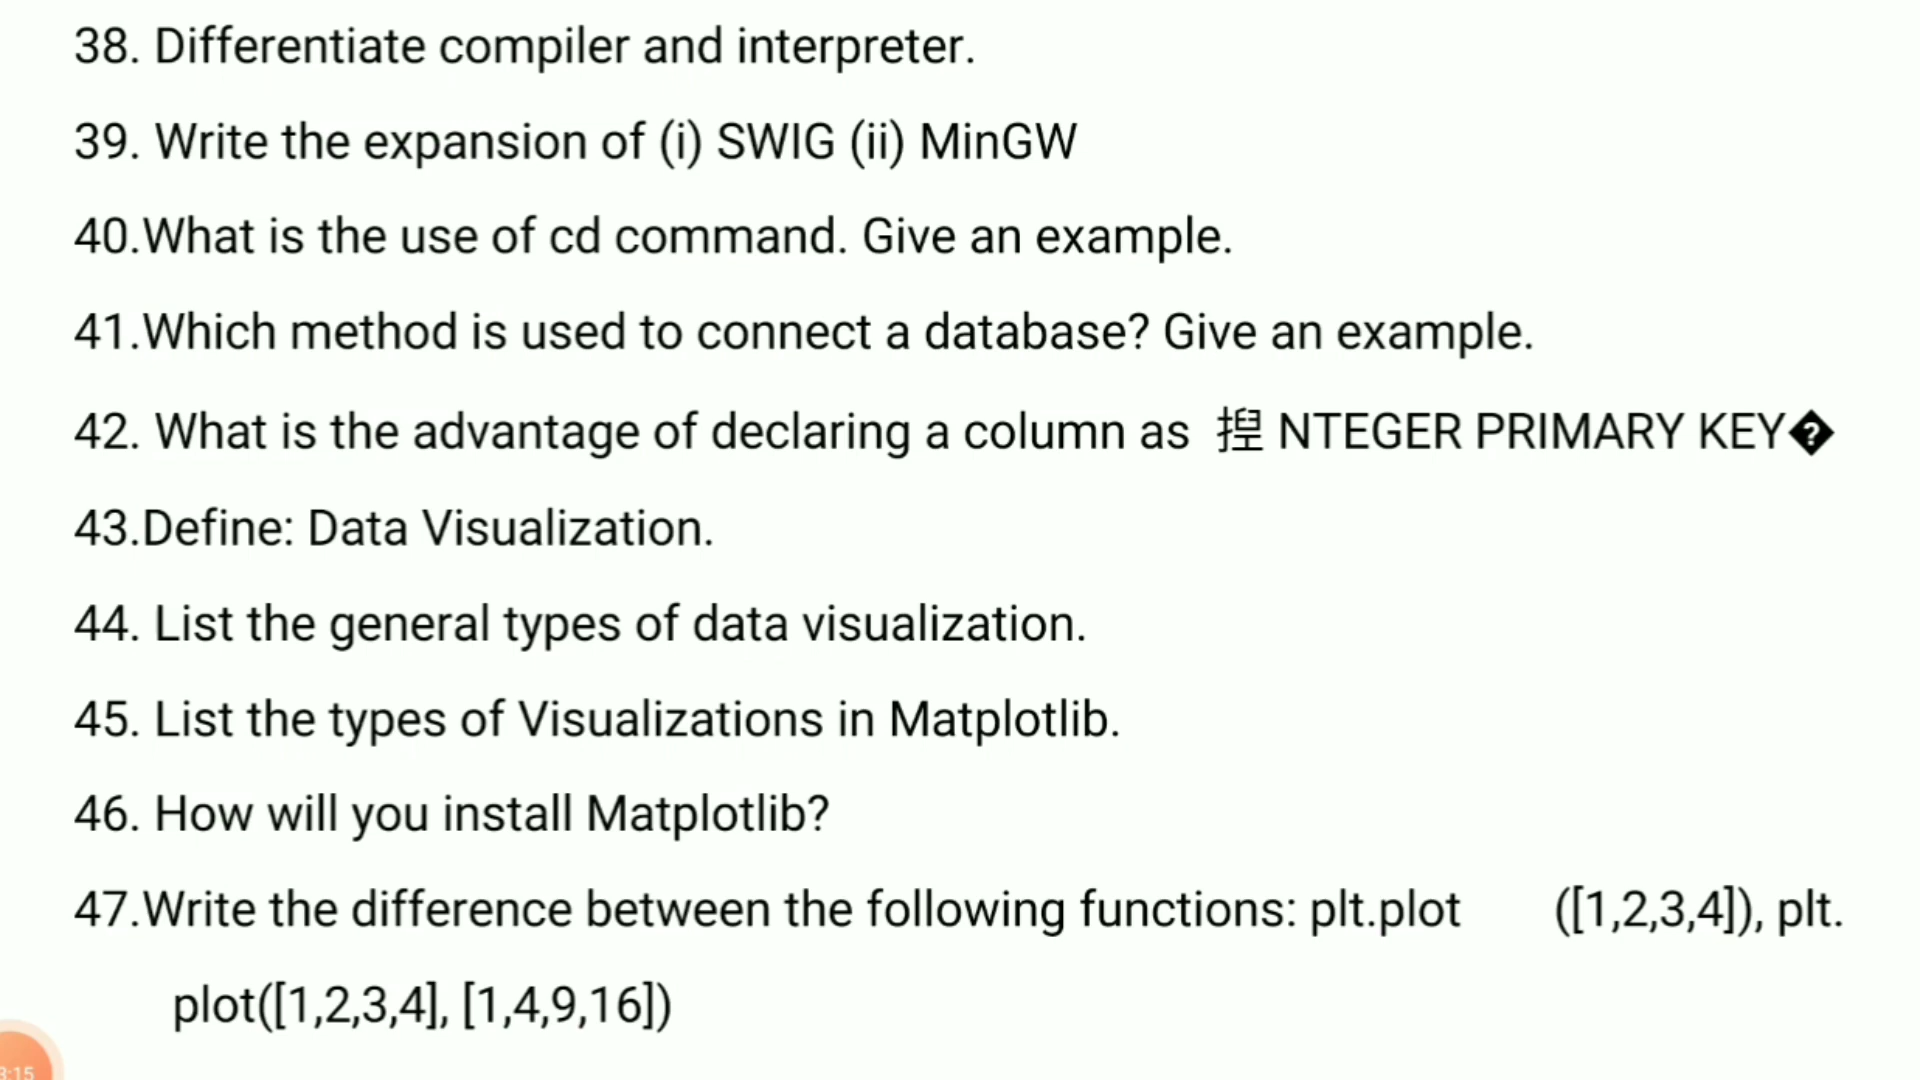 38. Differentiate compiler and interpreter.
39. Write the expansion of (i) SWIG (ii) MinGW
40.What is the use of cd command. Give an example.
41.Which method is used to connect a database? Give an example.
42. What is the advantage of declaring a column as 揑 NTEGER PRIMARY KEY�
43.Define: Data Visualization.
44. List the general types of data visualization.
45. List the types of Visualizations in Matplotlib.
46. How will you install Matplotlib?
47.Write the difference between the following functions: plt.plot ([1,2,3,4]), plt.
plot([1,2,3,4], [1,4,9,16])
3:15